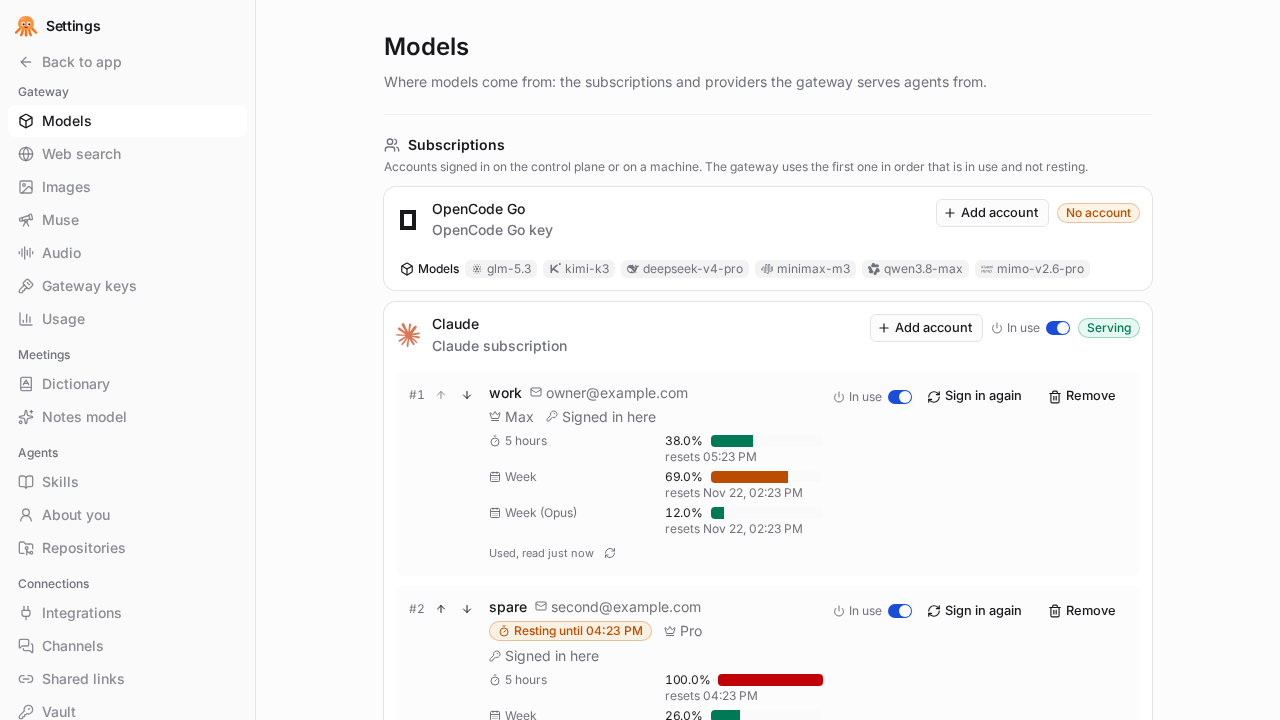 Settings
Back to app
Gateway
Models
Web search
Images
Muse
Audio
Gateway keys
Usage
Meetings
Dictionary
Notes model
Agents
Skills
About you
Repositories
Connections
Integrations
Channels
Shared links
Vault
Models
Where models come from: the subscriptions and providers the gateway serves agents from.
Subscriptions
Accounts signed in on the control plane or on a machine. The gateway uses the first one in order that is in use and not resting.
OpenCode Go
OpenCode Go key
Add account
No account
Models glm-5.3 kimi-k3 deepseek-v4-pro minimax-m3 qwen3.8-max mimo-v2.6-pro
Claude
Claude subscription
Add account In use Serving
#1 work owner@example.com In use Sign in again Remove
Max Signed in here
5 hours 38.0%
resets 05:23 PM
Week 69.0%
resets Nov 22, 02:23 PM
Week (Opus) 12.0%
resets Nov 22, 02:23 PM
Used, read just now
#2 spare second@example.com In use Sign in again Remove
Resting until 04:23 PM Pro
Signed in here
5 hours 100.0%
resets 04:23 PM
Week 26.0%